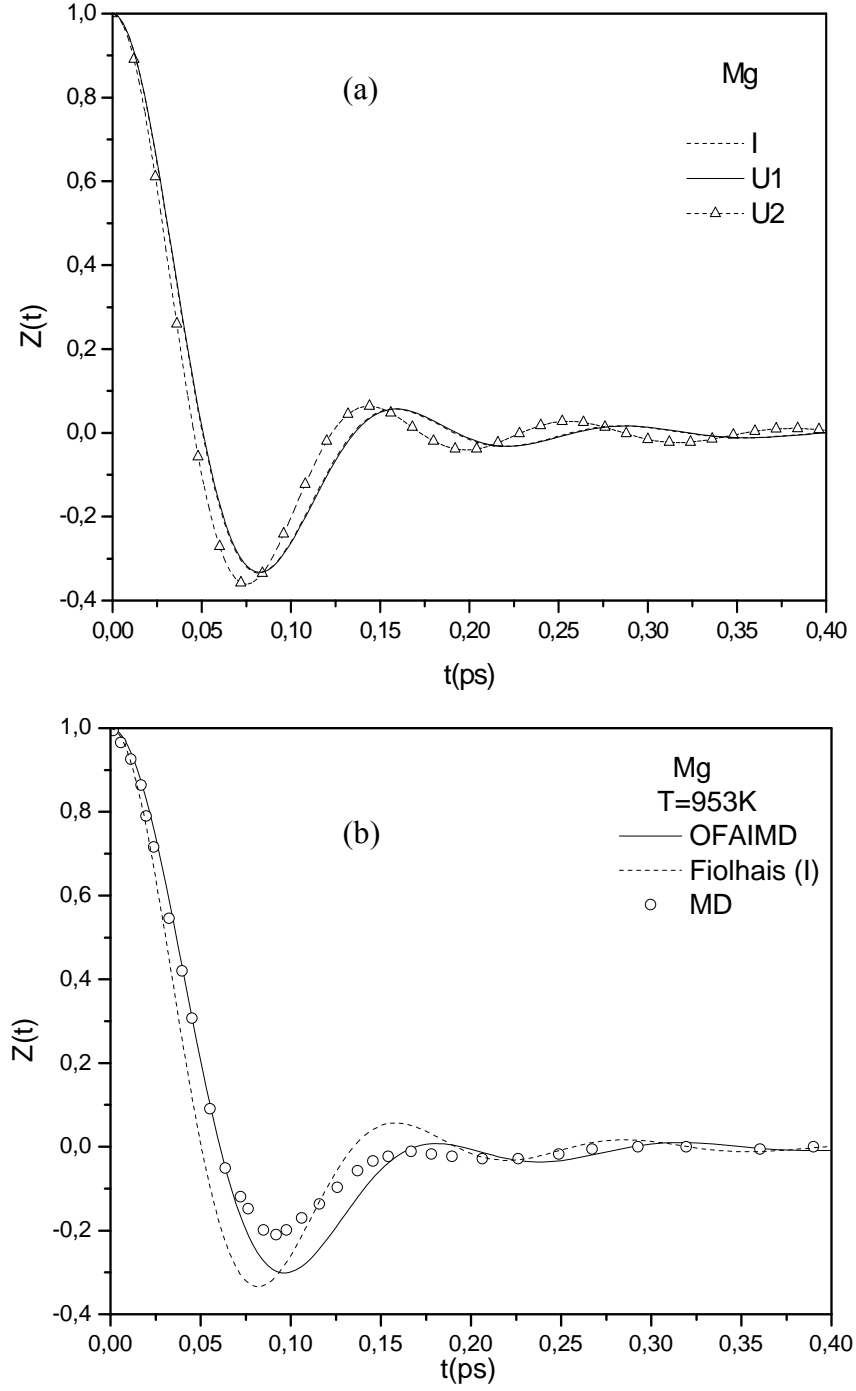 1,0
(a)
Mg
0,8
I
U1
0,6
U2
0,4
Z(t)
0,2
0,0
-0,2
-0,4
0,00 0,05 0,10 0,15 0,20 0,25 0,30 0,35 0,40
t(ps)
1,0
Mg
T=953K
(b)
0,8
OFAIMD
Fiolhais (I)
0,6
MD
0,4
Z(t)
0,2
0,0
-0,2
-0,4
0,00 0,05 0,10 0,15 0,20 0,25 0,30 0,35 0,40
t(ps)